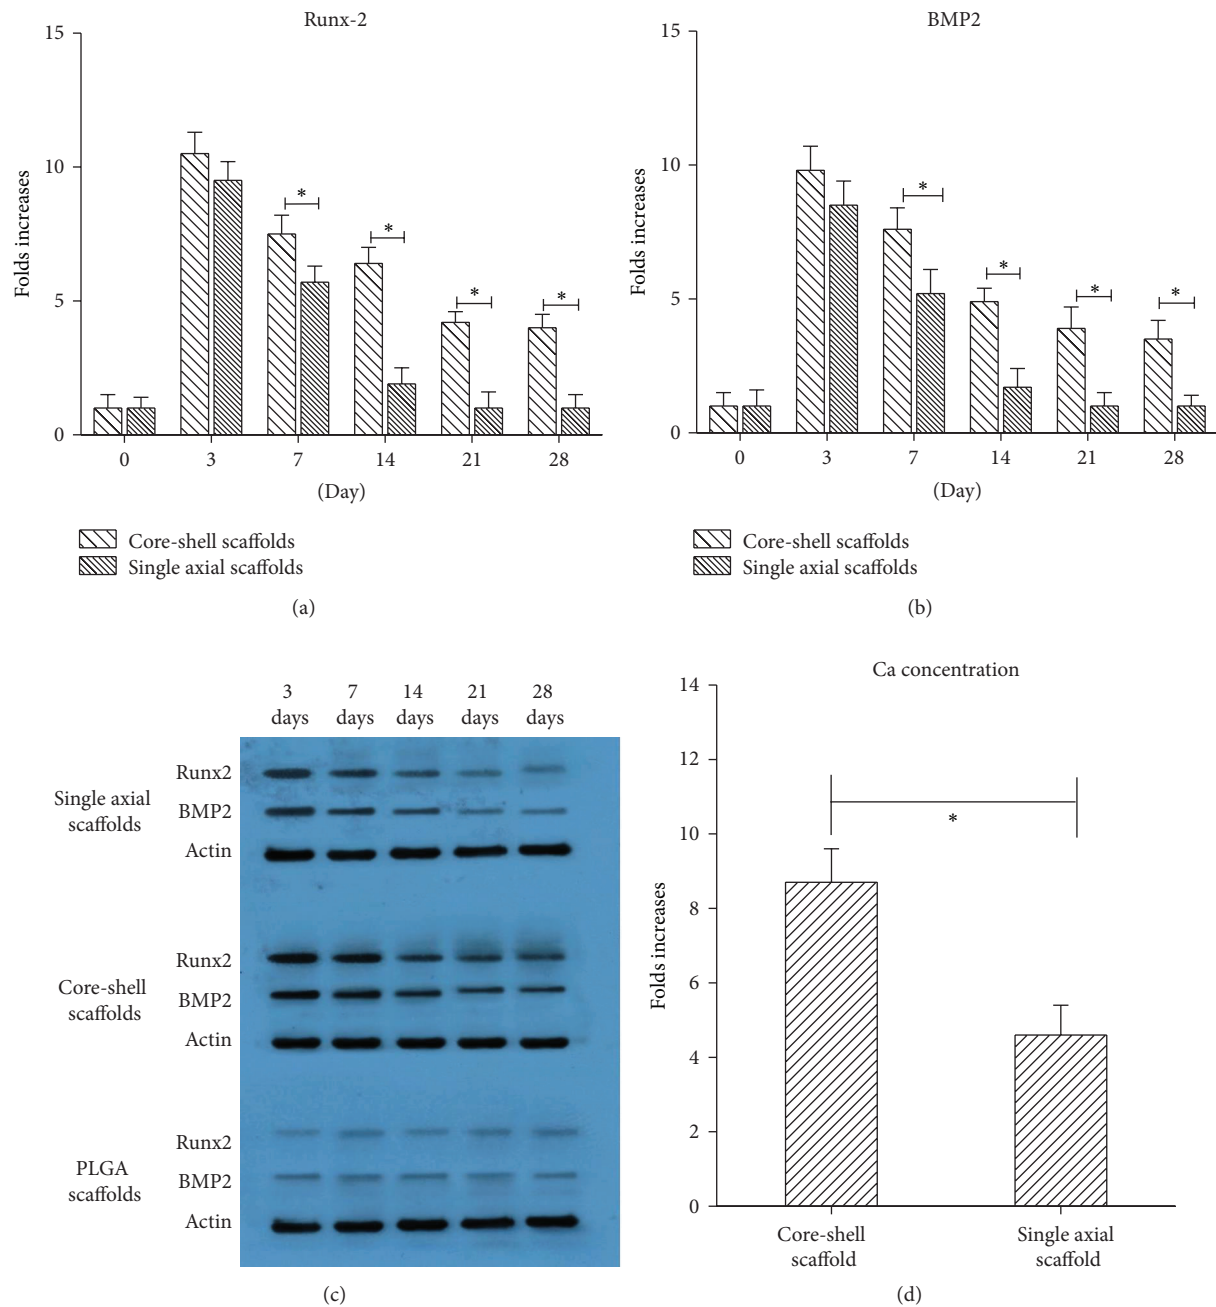 Runx-2
15
10
5
0
Folds increases
*
*
*
*
0 3 7 14 21 28
(Day)
Core-shell scaffolds
Single axial scaffolds
(a)
BMP2
15
10
5
0
Folds increases
*
*
*
*
0 3 7 14 21 28
(Day)
Core-shell scaffolds
Single axial scaffolds
(b)
3 7 14 21 28
days days days days days
Single axial
scaffolds
Runx2
BMP2
Actin
Core-shell
scaffolds
Runx2
BMP2
Actin
PLGA
scaffolds
Runx2
BMP2
Actin
(c)
Ca concentration
14
12
10
8
6
4
2
0
Folds increases
*
Core-shell
scaffold
Single axial
scaffold
(d)